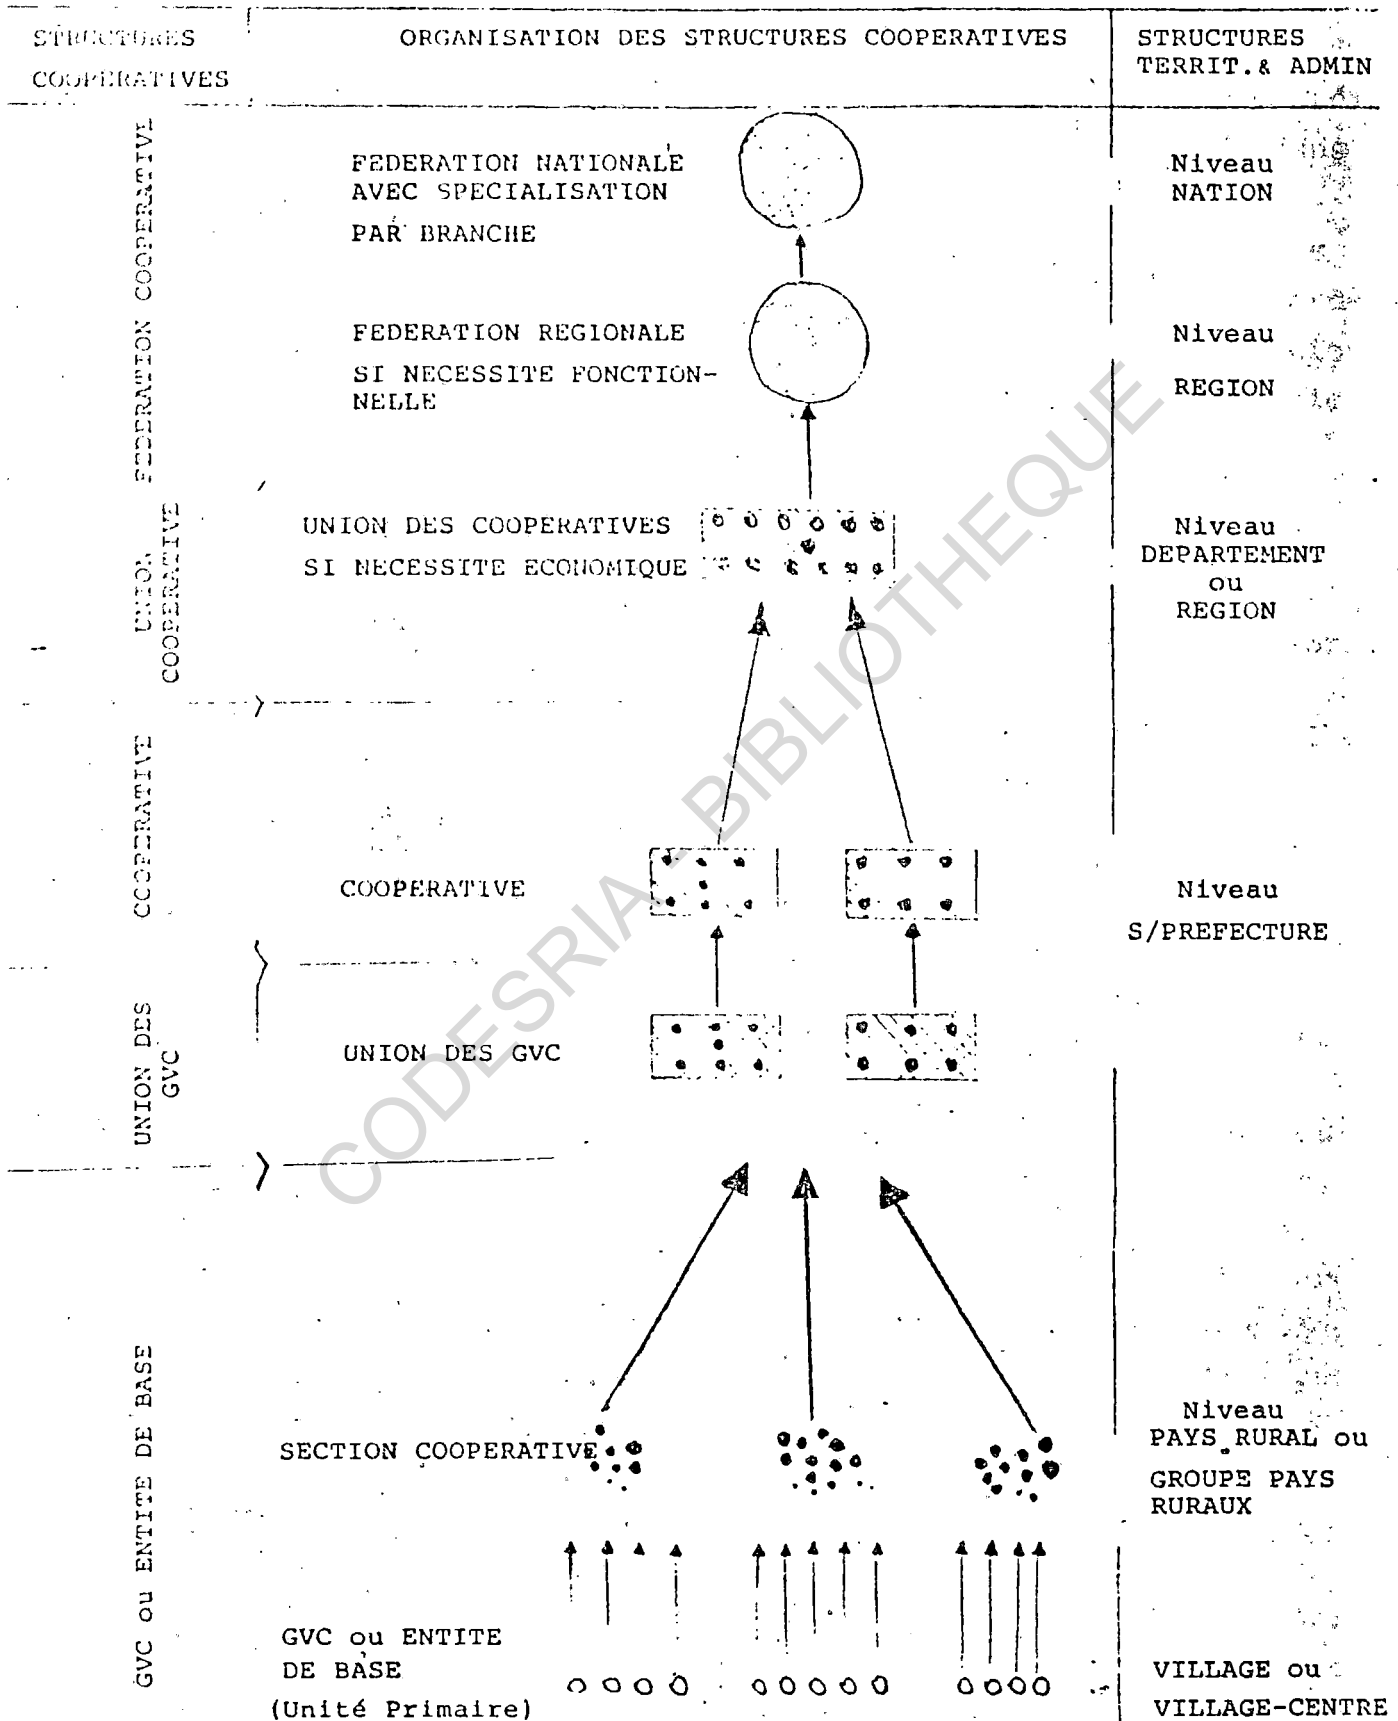 STRUCTURES
COOPERATIVES
ORGANISATION DES STRUCTURES COOPERATIVES
STRUCTURES
TERRIT.& ADMIN
FEDERATION COOPERATIVE
FEDERATION NATIONALE
AVEC SPECIALISATION
PAR BRANCHE
Niveau
NATION
FEDERATION REGIONALE
SI NECESSITE FONCTION-
NELLE
Niveau
REGION
UNION
COOPERATIVE
UNION DES COOPERATIVES
SI NECESSITE ECONOMIQUE
Niveau
DEPARTEMENT
ou
REGION
COOPERATIVE
COOPERATIVE
Niveau
S/PREFECTURE
UNION DES
GVC
UNION DES GVC
GVC ou ENTITE DE BASE
SECTION COOPERATIVE
Niveau
PAYS RURAL ou
GROUPE PAYS
RURAUX
GVC ou ENTITE
DE BASE
(Unité Primaire)
VILLAGE ou
VILLAGE-CENTRE
CODESRIA - BIBLIOTHEQUE